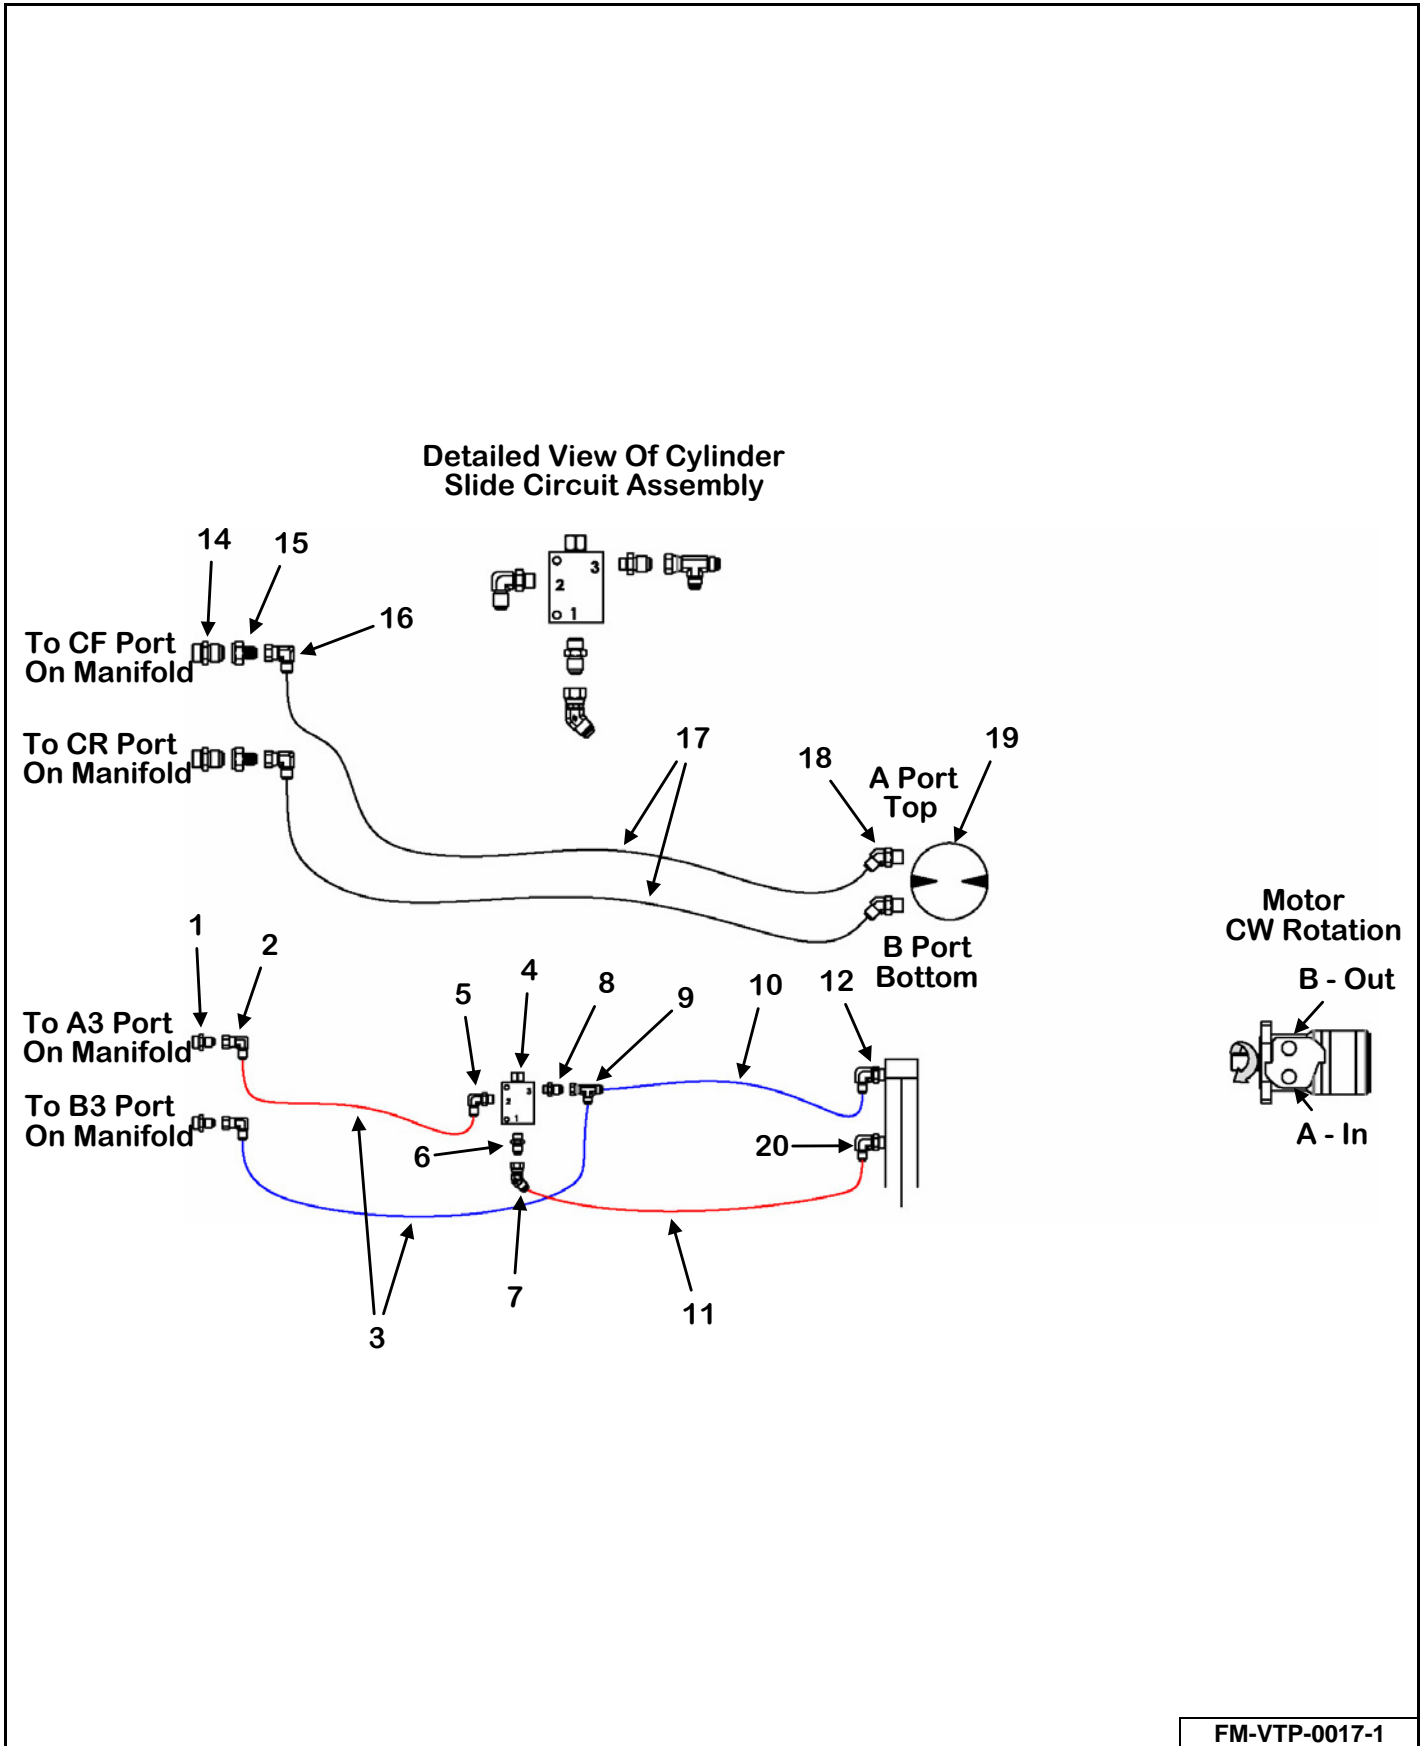 Detailed View Of Cylinder
Slide Circuit Assembly
14
15
16
3
2
1
To CF Port
On Manifold
To CR Port
On Manifold
17
18
19
A Port
Top
B Port
Bottom
Motor
CW Rotation
B - Out
A - In
1
2
To A3 Port
On Manifold
To B3 Port
On Manifold
3
4
5
3
2
1
6
7
8
9
10
11
12
20
FM-VTP-0017-1